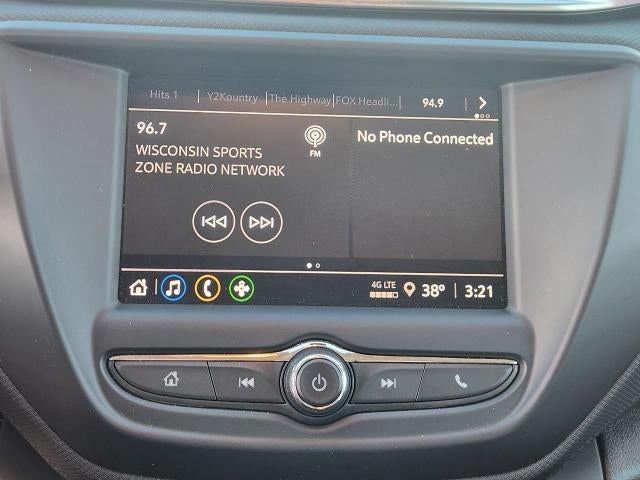 Hits 1 | Y2Kountry | The Highway | FOX Headli... | 94.9
96.7
FM
WISCONSIN SPORTS
ZONE RADIO NETWORK
No Phone Connected
4G LTE
38° | 3:21